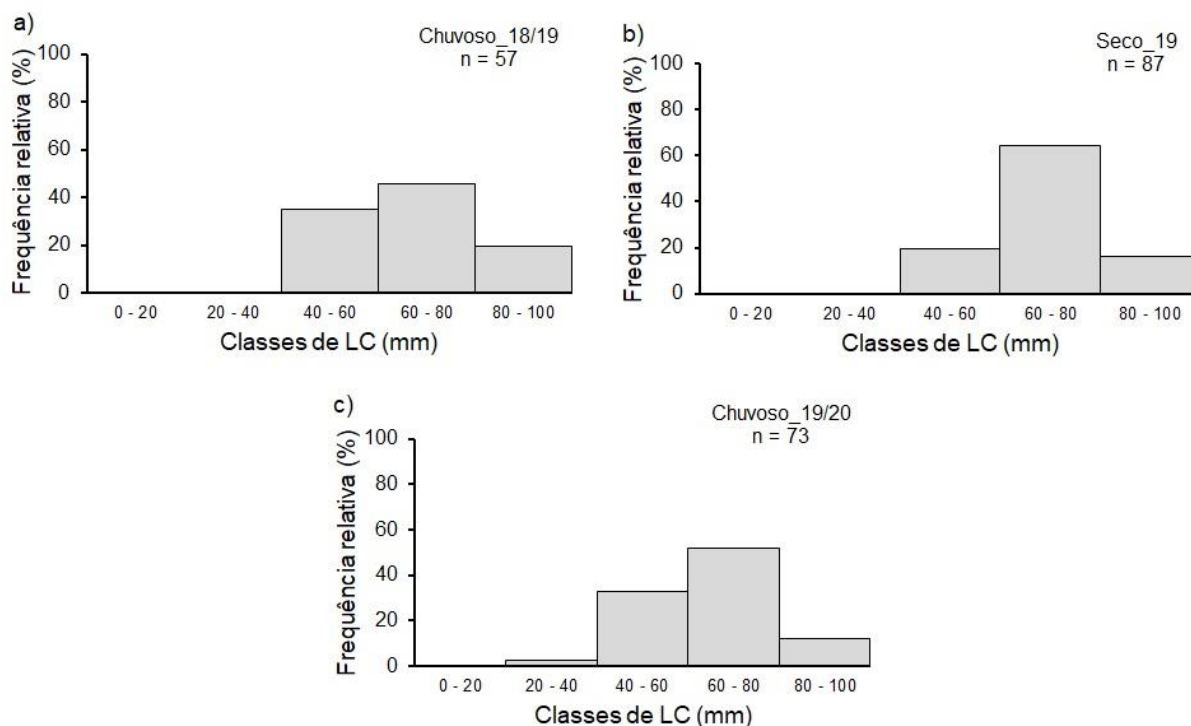 a)
Chuvoso_18/19
n = 57
Frequência relativa (%)
100
80
60
40
20
0
0 - 20 20 - 40 40 - 60 60 - 80 80 - 100
Classes de LC (mm)
b)
Seco_19
n = 87
Frequência relativa (%)
100
80
60
40
20
0
0 - 20 20 - 40 40 - 60 60 - 80 80 - 100
Classes de LC (mm)
c)
Chuvoso_19/20
n = 73
Frequência relativa (%)
100
80
60
40
20
0
0 - 20 20 - 40 40 - 60 60 - 80 80 - 100
Classes de LC (mm)